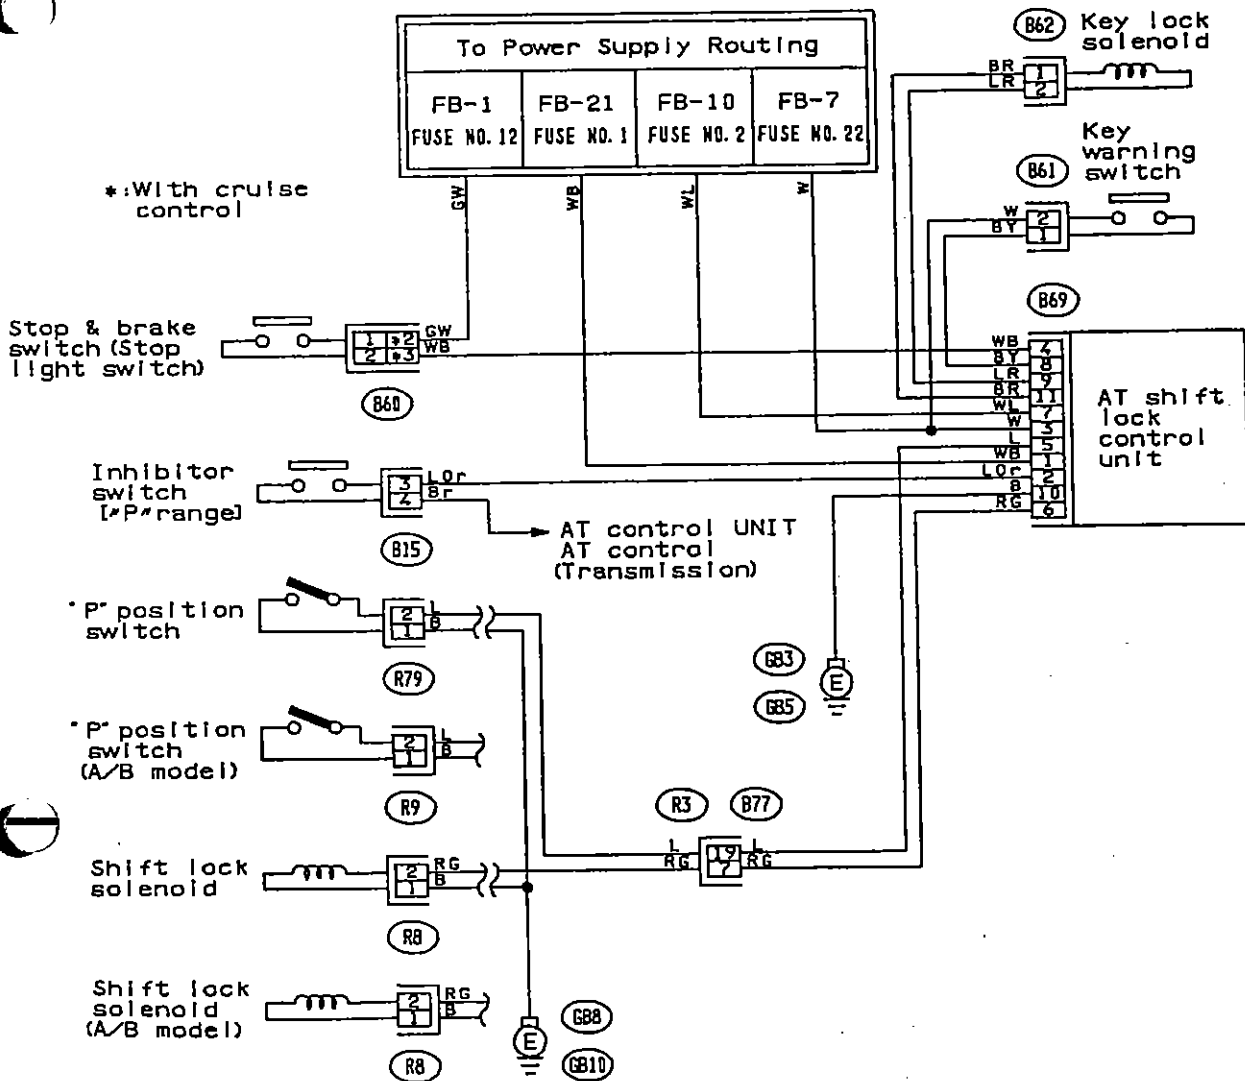 To Power Supply Routing
FB-1 FB-21 FB-10 FB-7
FUSE NO. 12 FUSE NO. 1 FUSE NO. 2 FUSE NO. 22
GW WB WL W
*:With cruise
control
B62 Key lock
solenoid
BR 1
LR 2
Key
warning
switch
B61
W 2
BY 1
B69
Stop & brake
switch (Stop
light switch)
1 *2 GW
2 *3 WB
B60
WB 4
BY 8
LR 9
BR 11
WL 7
W 3
L 5
WB 1
LOr 2
B 10
RG 6
AT shift
lock
control
unit
Inhibitor
switch
["P"range]
3 LOr
4 Br
B15
AT control UNIT
AT control
(Transmission)
"P" position
switch
2 L
1 B
R79
GB3
E
GB5
"P" position
switch
(A/B model)
2 L
1 B
R9
R3 B77
L 19 L
RG 7 RG
Shift lock
solenoid
2 RG
1 B
R8
Shift lock
solenoid
(A/B model)
2 RG
1 B
R8
GB8
E
GB10